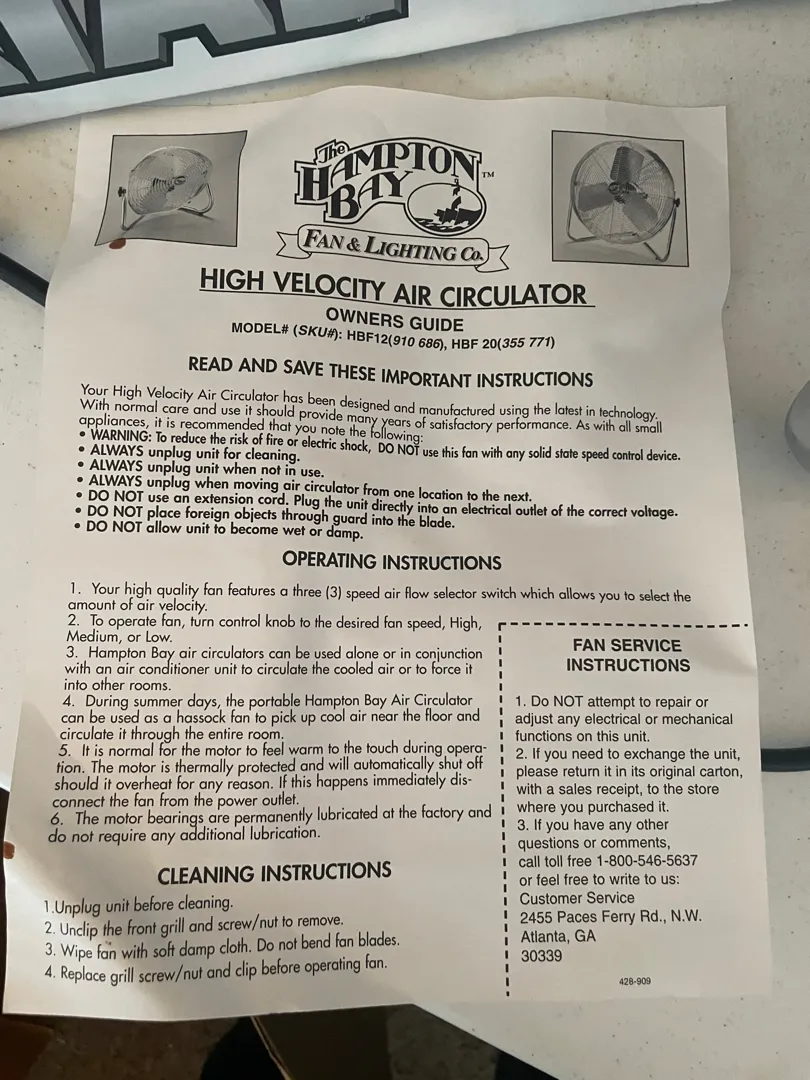 The
HAMPTON
BAY
TM
FAN & LIGHTING Co.
HIGH VELOCITY AIR CIRCULATOR
OWNERS GUIDE
MODEL# (SKU#): HBF12(910 686), HBF 20(355 771)
READ AND SAVE THESE IMPORTANT INSTRUCTIONS
Your High Velocity Air Circulator has been designed and manufactured using the latest in technology.
With normal care and use it should provide many years of satisfactory performance. As with all small
appliances, it is recommended that you note the following:
• WARNING: To reduce the risk of fire or electric shock, DO NOT use this fan with any solid state speed control device.
• ALWAYS unplug unit for cleaning.
• ALWAYS unplug unit when not in use.
• ALWAYS unplug when moving air circulator from one location to the next.
• DO NOT use an extension cord. Plug the unit directly into an electrical outlet of the correct voltage.
• DO NOT place foreign objects through guard into the blade.
• DO NOT allow unit to become wet or damp.
OPERATING INSTRUCTIONS
1. Your high quality fan features a three (3) speed air flow selector switch which allows you to select the
amount of air velocity.
2. To operate fan, turn control knob to the desired fan speed, High,
Medium, or Low.
3. Hampton Bay air circulators can be used alone or in conjunction
with an air conditioner unit to circulate the cooled air or to force it
into other rooms.
4. During summer days, the portable Hampton Bay Air Circulator
can be used as a hassock fan to pick up cool air near the floor and
circulate it through the entire room.
5. It is normal for the motor to feel warm to the touch during opera-
tion. The motor is thermally protected and will automatically shut off
should it overheat for any reason. If this happens immediately dis-
connect the fan from the power outlet.
6. The motor bearings are permanently lubricated at the factory and
do not require any additional lubrication.
CLEANING INSTRUCTIONS
1.Unplug unit before cleaning.
2. Unclip the front grill and screw/nut to remove.
3. Wipe fan with soft damp cloth. Do not bend fan blades.
4. Replace grill screw/nut and clip before operating fan.
FAN SERVICE
INSTRUCTIONS
1. Do NOT attempt to repair or
adjust any electrical or mechanical
functions on this unit.
2. If you need to exchange the unit,
please return it in its original carton,
with a sales receipt, to the store
where you purchased it.
3. If you have any other
questions or comments,
call toll free 1-800-546-5637
or feel free to write to us:
Customer Service
2455 Paces Ferry Rd., N.W.
Atlanta, GA
30339
428-909